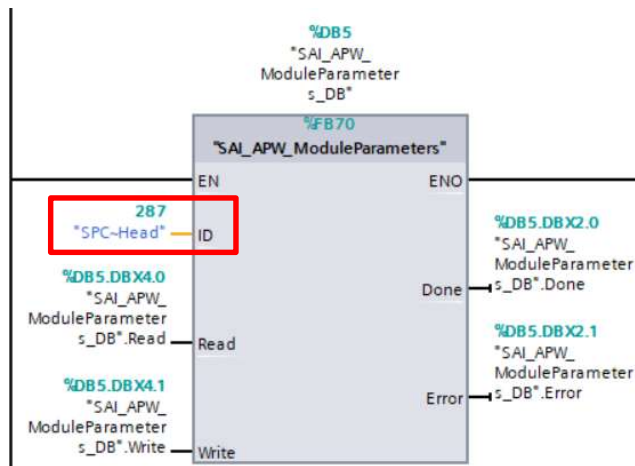 %DB5
"SAI_APW_
ModuleParameter
s_DB"
%FB70
"SAI_APW_ModuleParameters"
EN
ENO
287
"SPC~Head"
ID
%DB5.DBX4.0
"SAI_APW_
ModuleParameter
s_DB".Read
Read
%DB5.DBX4.1
"SAI_APW_
ModuleParameter
s_DB".Write
Write
%DB5.DBX2.0
"SAI_APW_
ModuleParameter
s_DB".Done
Done
%DB5.DBX2.1
"SAI_APW_
ModuleParameter
s_DB".Error
Error